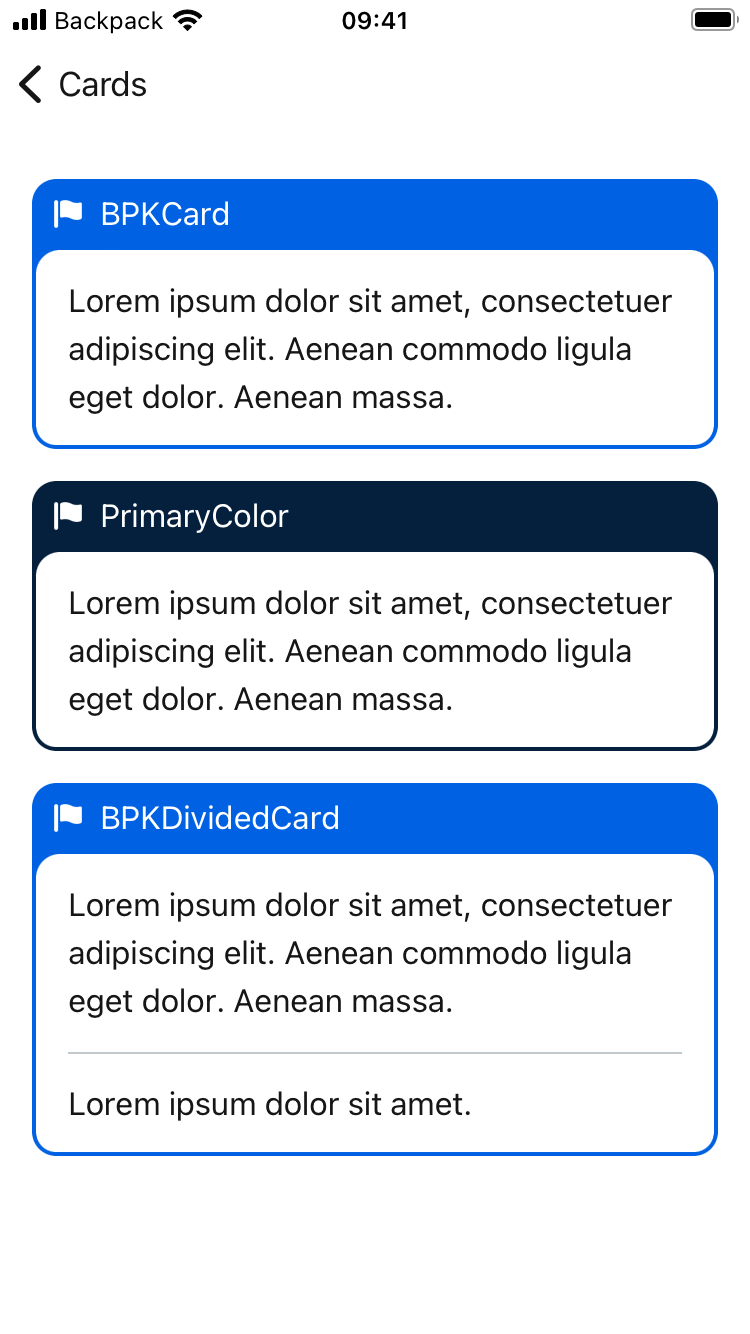 Backpack 09:41
Cards
BPKCard
Lorem ipsum dolor sit amet, consectetuer
adipiscing elit. Aenean commodo ligula
eget dolor. Aenean massa.
PrimaryColor
Lorem ipsum dolor sit amet, consectetuer
adipiscing elit. Aenean commodo ligula
eget dolor. Aenean massa.
BPKDividedCard
Lorem ipsum dolor sit amet, consectetuer
adipiscing elit. Aenean commodo ligula
eget dolor. Aenean massa.
Lorem ipsum dolor sit amet.